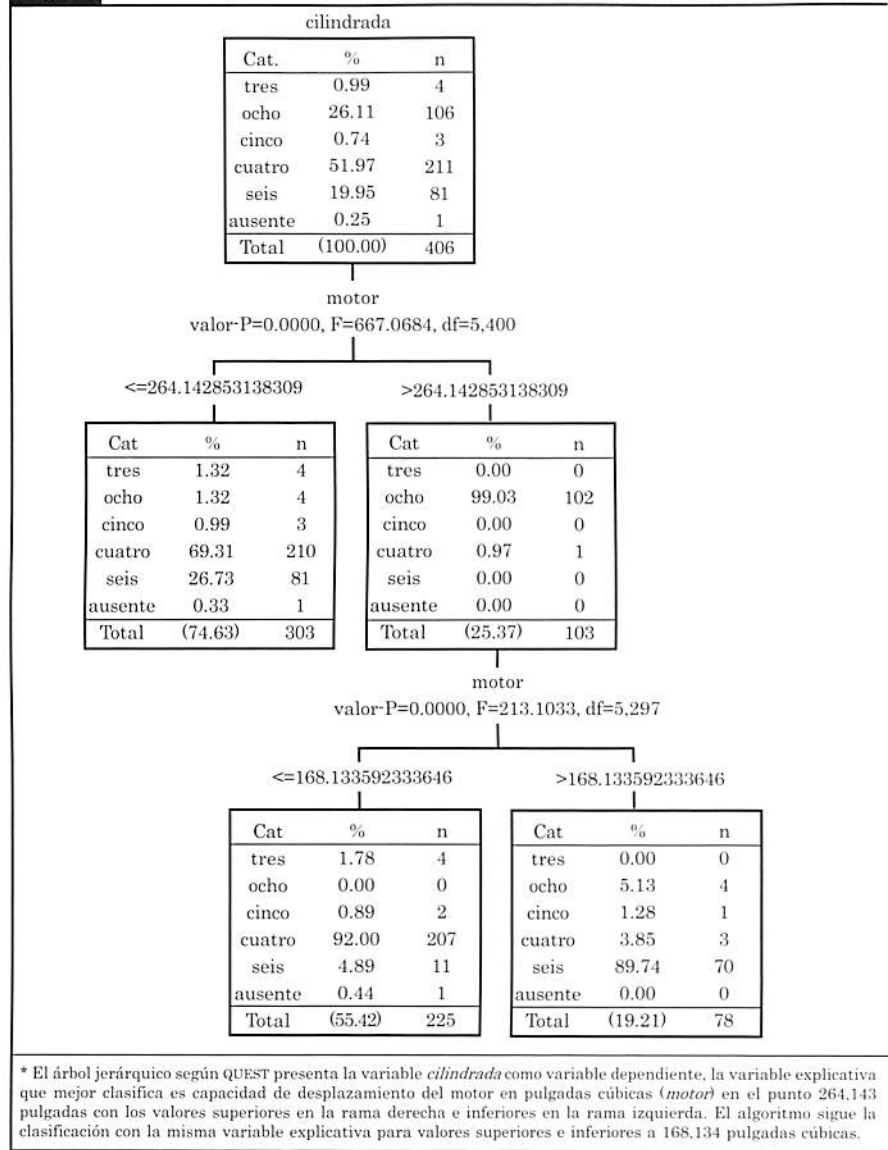 cilindrada
Cat. % n
tres 0.99 4
ocho 26.11 106
cinco 0.74 3
cuatro 51.97 211
seis 19.95 81
ausente 0.25 1
Total (100.00) 406
motor
valor-P=0.0000, F=667.0684, df=5,400
<=264.142853138309 >264.142853138309
Cat % n Cat % n
tres 1.32 4 tres 0.00 0
ocho 1.32 4 ocho 99.03 102
cinco 0.99 3 cinco 0.00 0
cuatro 69.31 210 cuatro 0.97 1
seis 26.73 81 seis 0.00 0
ausente 0.33 1 ausente 0.00 0
Total (74.63) 303 Total (25.37) 103
motor
valor-P=0.0000, F=213.1033, df=5,297
<=168.133592333646 >168.133592333646
Cat % n Cat % n
tres 1.78 4 tres 0.00 0
ocho 0.00 0 ocho 5.13 4
cinco 0.89 2 cinco 1.28 1
cuatro 92.00 207 cuatro 3.85 3
seis 4.89 11 seis 89.74 70
ausente 0.44 1 ausente 0.00 0
Total (55.42) 225 Total (19.21) 78
* El árbol jerárquico según QUEST presenta la variable cilindrada como variable dependiente, la variable explicativa
que mejor clasifica es capacidad de desplazamiento del motor en pulgadas cúbicas (motor) en el punto 264,143
pulgadas con los valores superiores en la rama derecha e inferiores en la rama izquierda. El algoritmo sigue la
clasificación con la misma variable explicativa para valores superiores e inferiores a 168,134 pulgadas cúbicas.